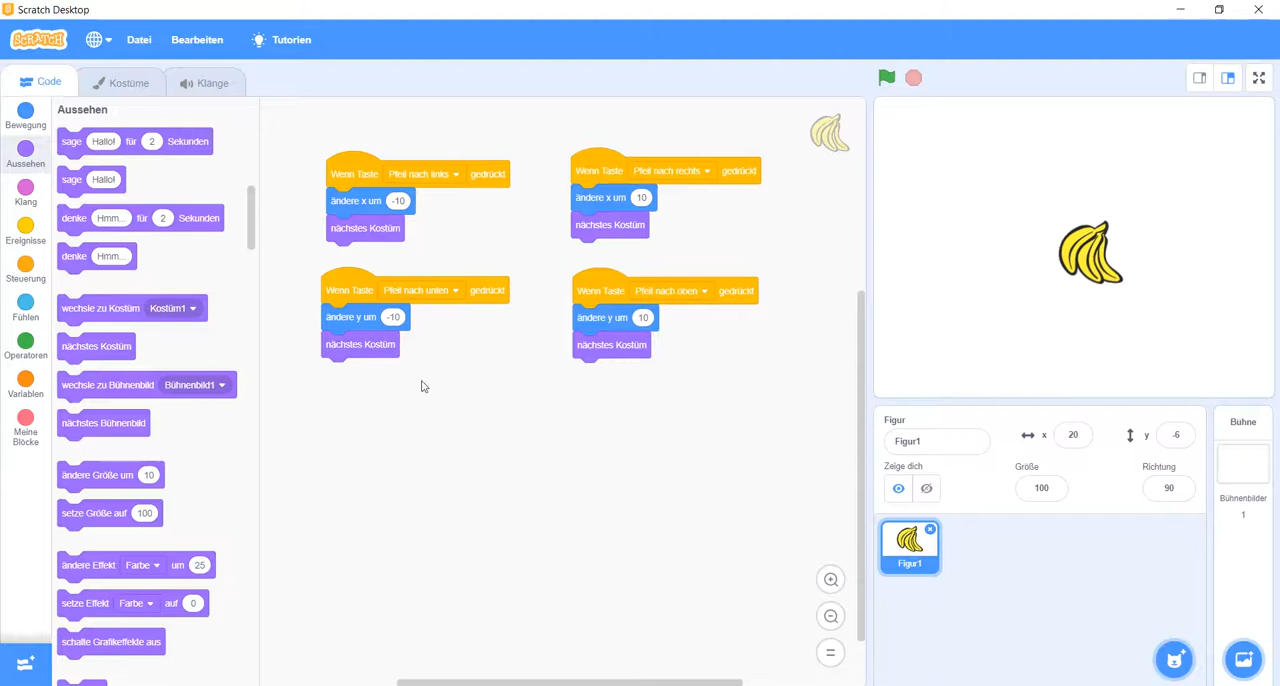 Scratch Desktop
SCRATCH
Datei
Bearbeiten
Tutorien
Code
Kostüme
Klänge
Bewegung
Aussehen
Klang
Ereignisse
Steuerung
Fühlen
Operatoren
Variablen
Meine
Blöcke
Aussehen
sage Hallo! für 2 Sekunden
sage Hallo!
denke Hmm... für 2 Sekunden
denke Hmm...
wechsle zu Kostüm Kostüm1
nächstes Kostüm
wechsle zu Bühnenbild Bühnenbild1
nächstes Bühnenbild
ändere Größe um 10
setze Größe auf 100
ändere Effekt Farbe um 25
setze Effekt Farbe auf 0
schalte Grafikeffekte aus
Wenn Taste Pfeil nach links gedrückt
ändere x um -10
nächstes Kostüm
Wenn Taste Pfeil nach rechts gedrückt
ändere x um 10
nächstes Kostüm
Wenn Taste Pfeil nach unten gedrückt
ändere y um -10
nächstes Kostüm
Wenn Taste Pfeil nach oben gedrückt
ändere y um 10
nächstes Kostüm
Figur
Figur1
x 20
y -6
Zeige dich
Größe
100
Richtung
90
Figur1
Bühne
Bühnenbilder
1